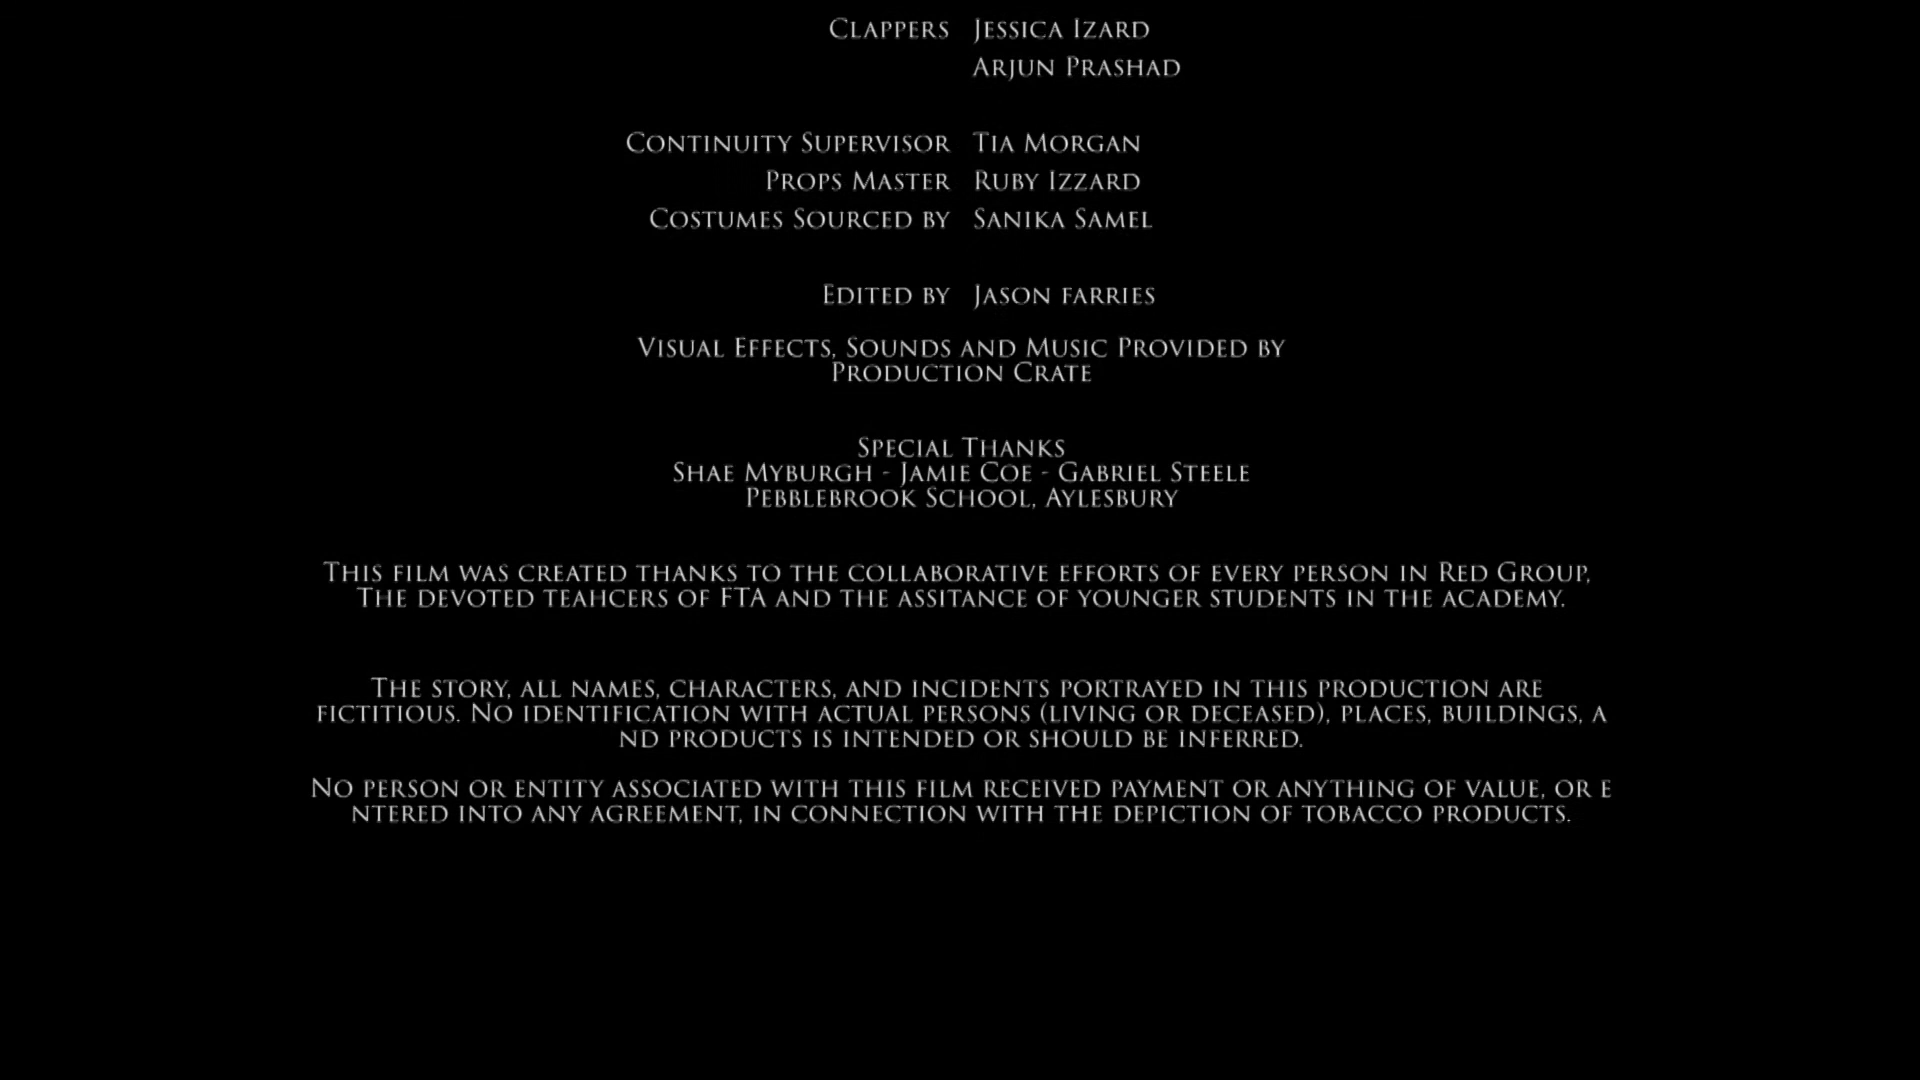 Clappers Jessica Izard
Arjun Prashad
Continuity Supervisor Tia Morgan
Props Master Ruby Izzard
Costumes Sourced by Sanika Samel
Edited by Jason farries
Visual Effects, Sounds and Music Provided by
Production Crate
Special Thanks
Shae Myburgh - Jamie Coe - Gabriel Steele
Pebblebrook School, Aylesbury
This film was created thanks to the collaborative efforts of every person in Red Group,
The devoted teahcers of FTA and the assitance of younger students in the academy.
The story, all names, characters, and incidents portrayed in this production are
fictitious. No identification with actual persons (living or deceased), places, buildings, a
nd products is intended or should be inferred.
No person or entity associated with this film received payment or anything of value, or e
ntered into any agreement, in connection with the depiction of tobacco products.